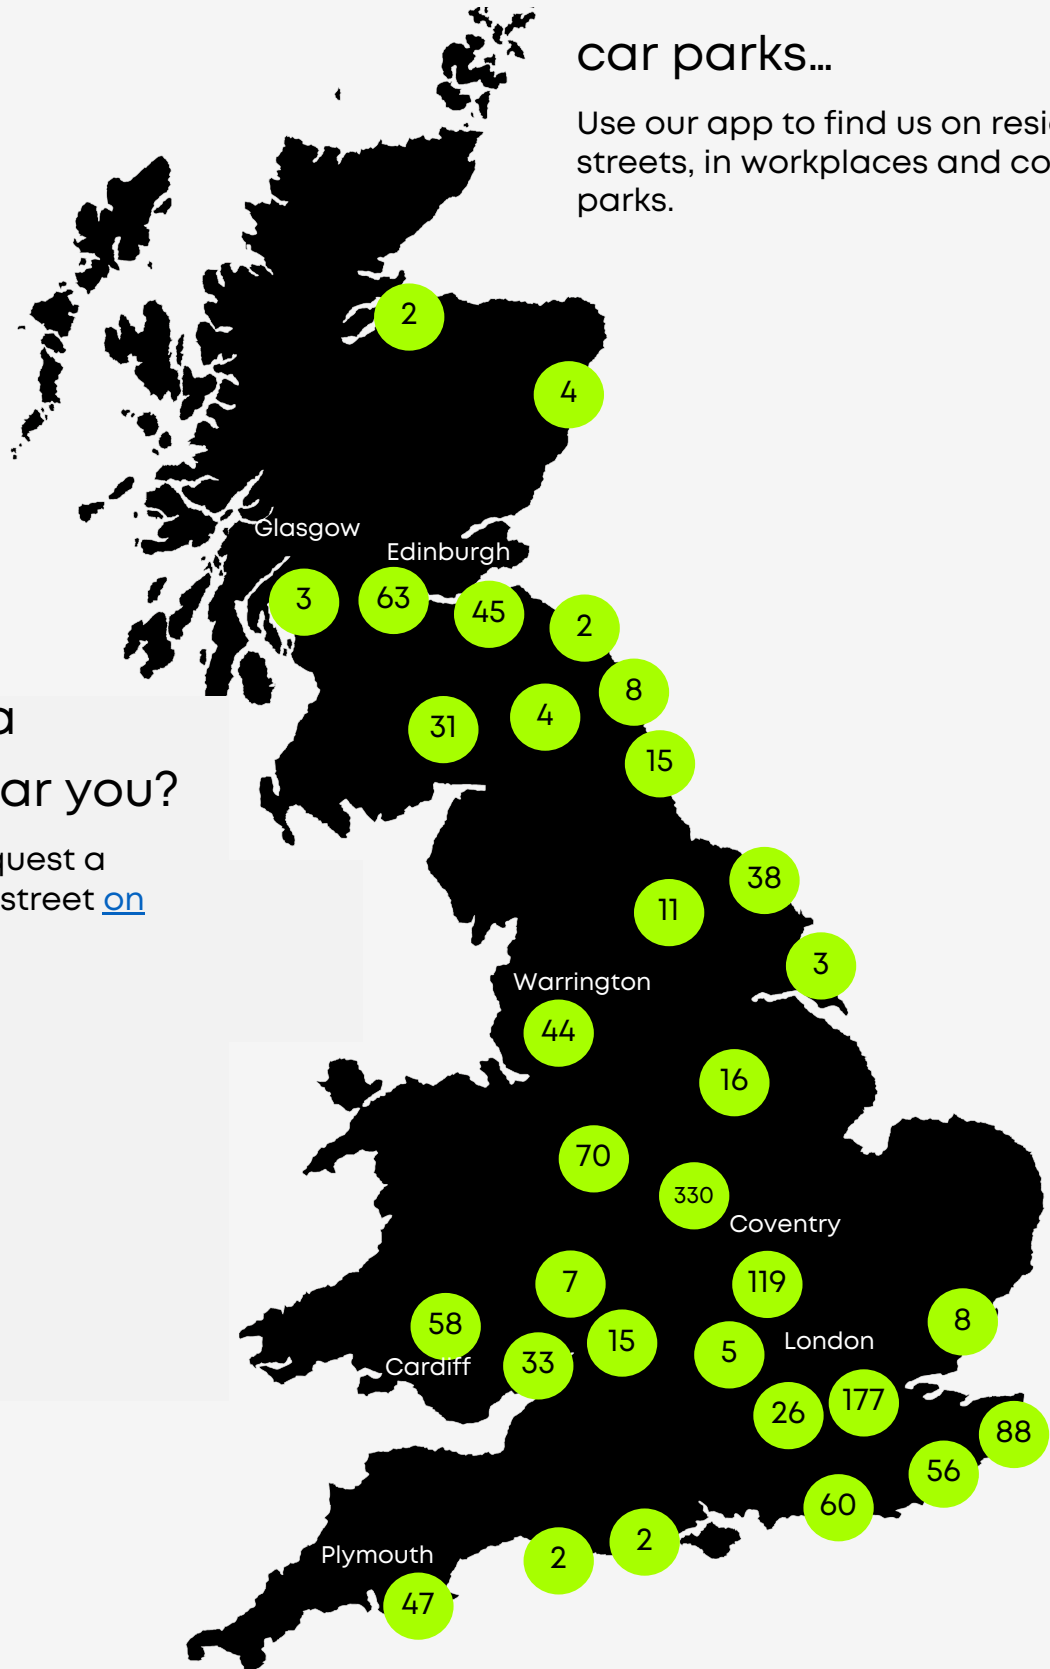 car parks...
Use our app to find us on resi
streets, in workplaces and co
parks.
2
4
Glasgow
Edinburgh
3
63
45
2
8
31
4
15
a
ar you?
quest a
street on
38
11
3
Warrington
44
16
70
330
Coventry
7
119
58
8
15
5
London
33
Cardiff
177
26
88
56
60
2
2
Plymouth
47